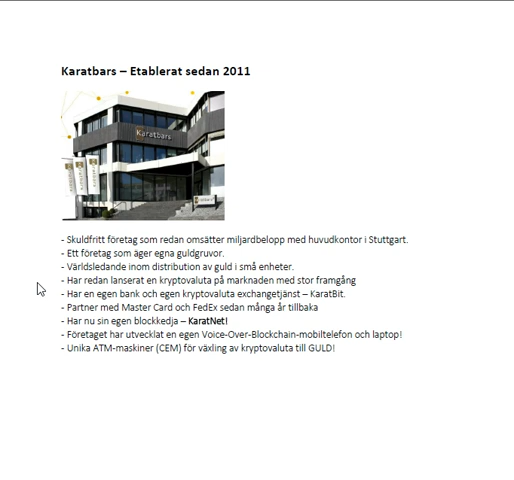 Karatbars – Etablerat sedan 2011
Karatbars
- Skuldfritt företag som redan omsätter miljardbelopp med huvudkontor i Stuttgart.
- Ett företag som äger egna guldgruvor.
- Världsledande inom distribution av guld i små enheter.
- Har redan lanserat en kryptovaluta på marknaden med stor framgång
- Har en egen bank och egen kryptovaluta exchangetjänst – KaratBit.
- Partner med Master Card och FedEx sedan många år tillbaka
- Har nu sin egen blockkedja – KaratNet!
- Företaget har utvecklat en egen Voice-Over-Blockchain-mobiltelefon och laptop!
- Unika ATM-maskiner (CEM) för växling av kryptovaluta till GULD!